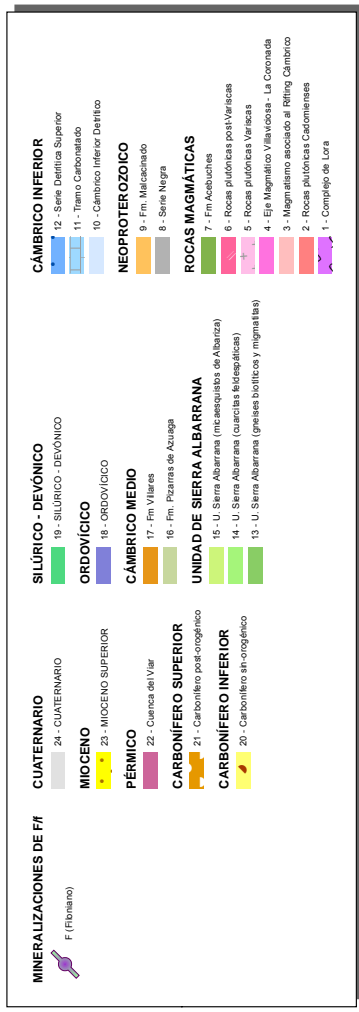 MINERALIZACIONES DE F/f
F (Filoniano)
CUATERNARIO
24 - CUATERNARIO
MIOCENO
23 - MIOCENO SUPERIOR
PÉRMICO
22 - Cuenca del Viar
CARBONÍFERO SUPERIOR
21 - Carbonífero post-orogénico
CARBONÍFERO INFERIOR
20 - Carbonífero sin-orogénico
SILÚRICO - DEVÓNICO
19 - SILÚRICO - DEVÓNICO
ORDOVÍCICO
18 - ORDOVÍCICO
CÁMBRICO MEDIO
17 - Fm Villares
16 - Fm. Pizarras de Azuaga
UNIDAD DE SIERRA ALBARRANA
15 - U. Sierra Albarrana (micaesquistos de Albariza)
14 - U. Sierra Albarrana (cuarcitas feldespáticas)
13 - U. Sierra Albarrana (gneises biotíticos y migmatitas)
CÁMBRICO INFERIOR
12 - Serie Detrítica Superior
11 - Tramo Carbonatado
10 - Cámbrico Inferior Detrítico
NEOPROTEROZOICO
9 - Fm. Malcacinado
8 - Serie Negra
ROCAS MAGMÁTICAS
7 - Fm Acebuches
6 - Rocas plutónicas post-Variscas
5 - Rocas plutónicas Variscas
4 - Eje Magmático Villaviciosa - La Coronada
3 - Magmatismo asociado al Rifting Cámbrico
2 - Rocas plutónicas Cadomienses
1 - Complejo de Lora